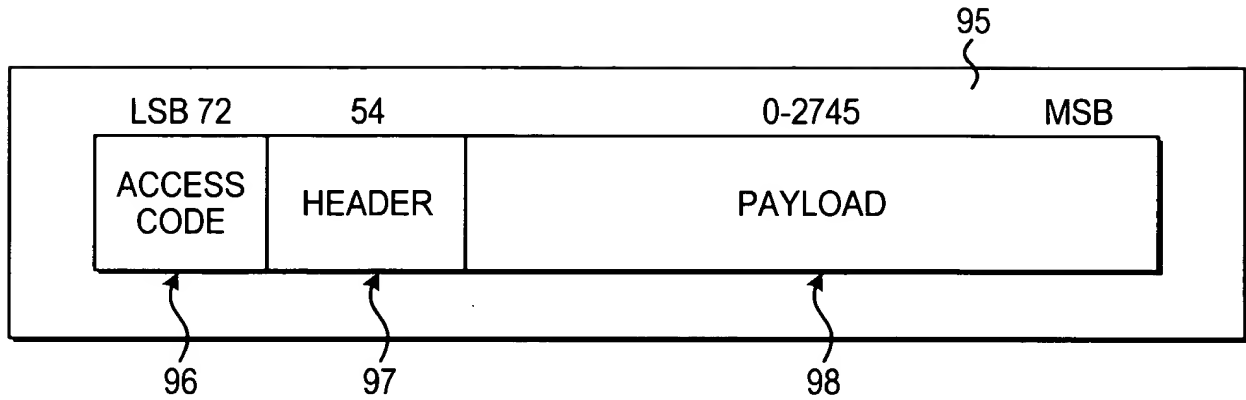 95
LSB 72 54 0-2745 MSB
ACCESS CODE HEADER PAYLOAD
96 97 98